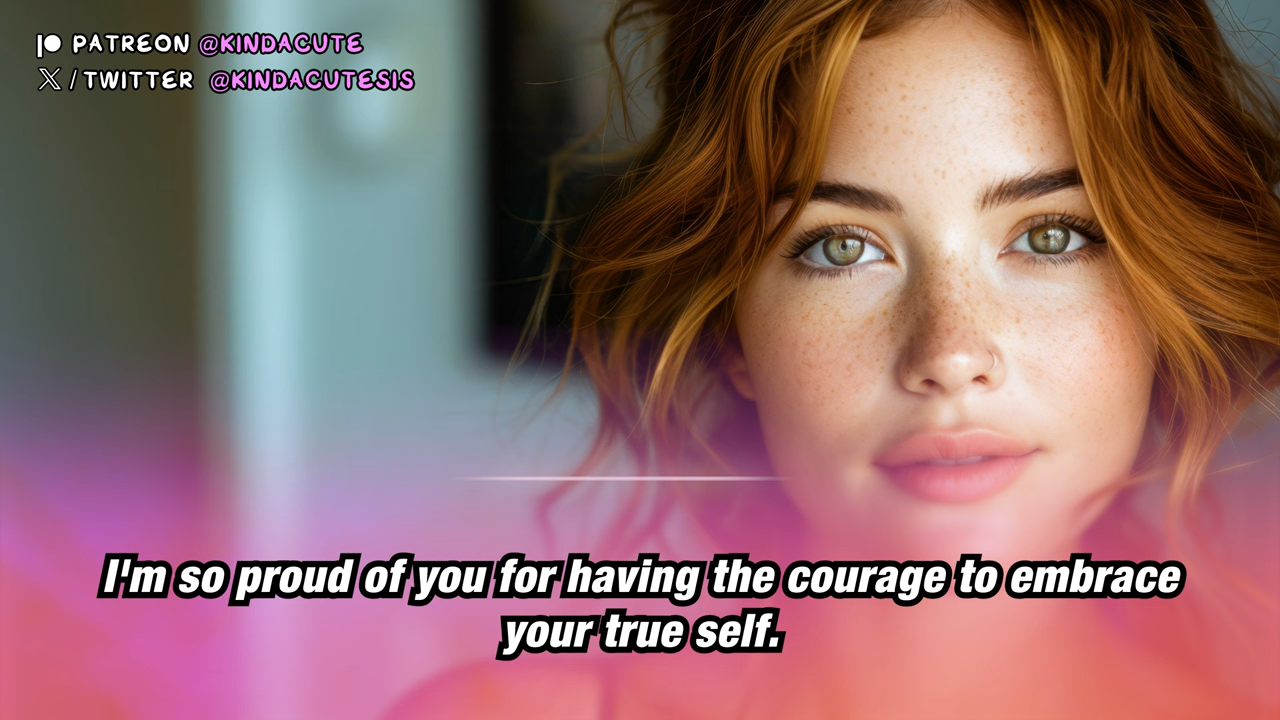 PATREON @KINDACUTE
X / TWITTER @KINDACUTESIS
I'm so proud of you for having the courage to embrace
your true self.